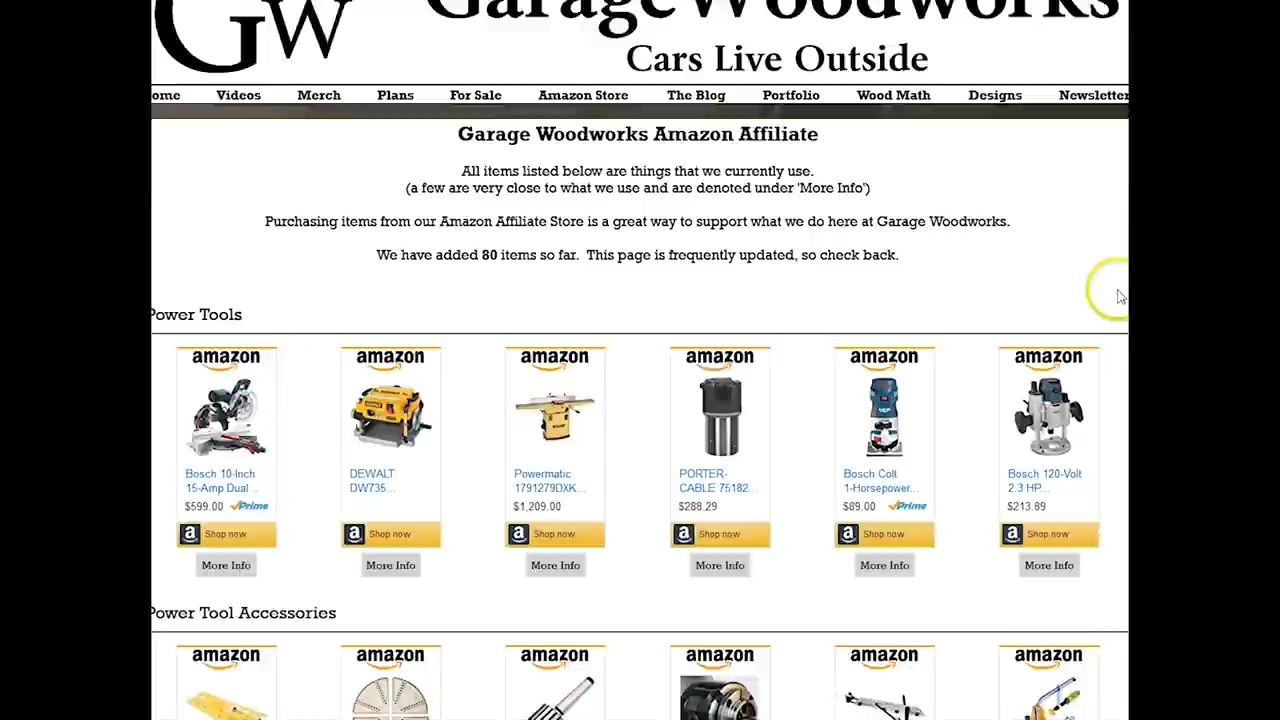 GW
GarageWoodworks
Cars Live Outside
ome Videos Merch Plans For Sale Amazon Store The Blog Portfolio Wood Math Designs Newsletter
Garage Woodworks Amazon Affiliate
All items listed below are things that we currently use.
(a few are very close to what we use and are denoted under 'More Info')
Purchasing items from our Amazon Affiliate Store is a great way to support what we do here at Garage Woodworks.
We have added 80 items so far. This page is frequently updated, so check back.
Power Tools
amazon amazon amazon amazon amazon amazon
Bosch 10-Inch DEWALT Powermatic PORTER- Bosch Colt Bosch 120-Volt
15-Amp Dual ... DW735... 1791279DXK... CABLE 75182... 1-Horsepower... 2.3 HP...
$599.00 Prime $1,209.00 $288.29 $89.00 Prime $213.89
a Shop now a Shop now a Shop now a Shop now a Shop now a Shop now
More Info More Info More Info More Info More Info More Info
Power Tool Accessories
amazon amazon amazon amazon amazon amazon